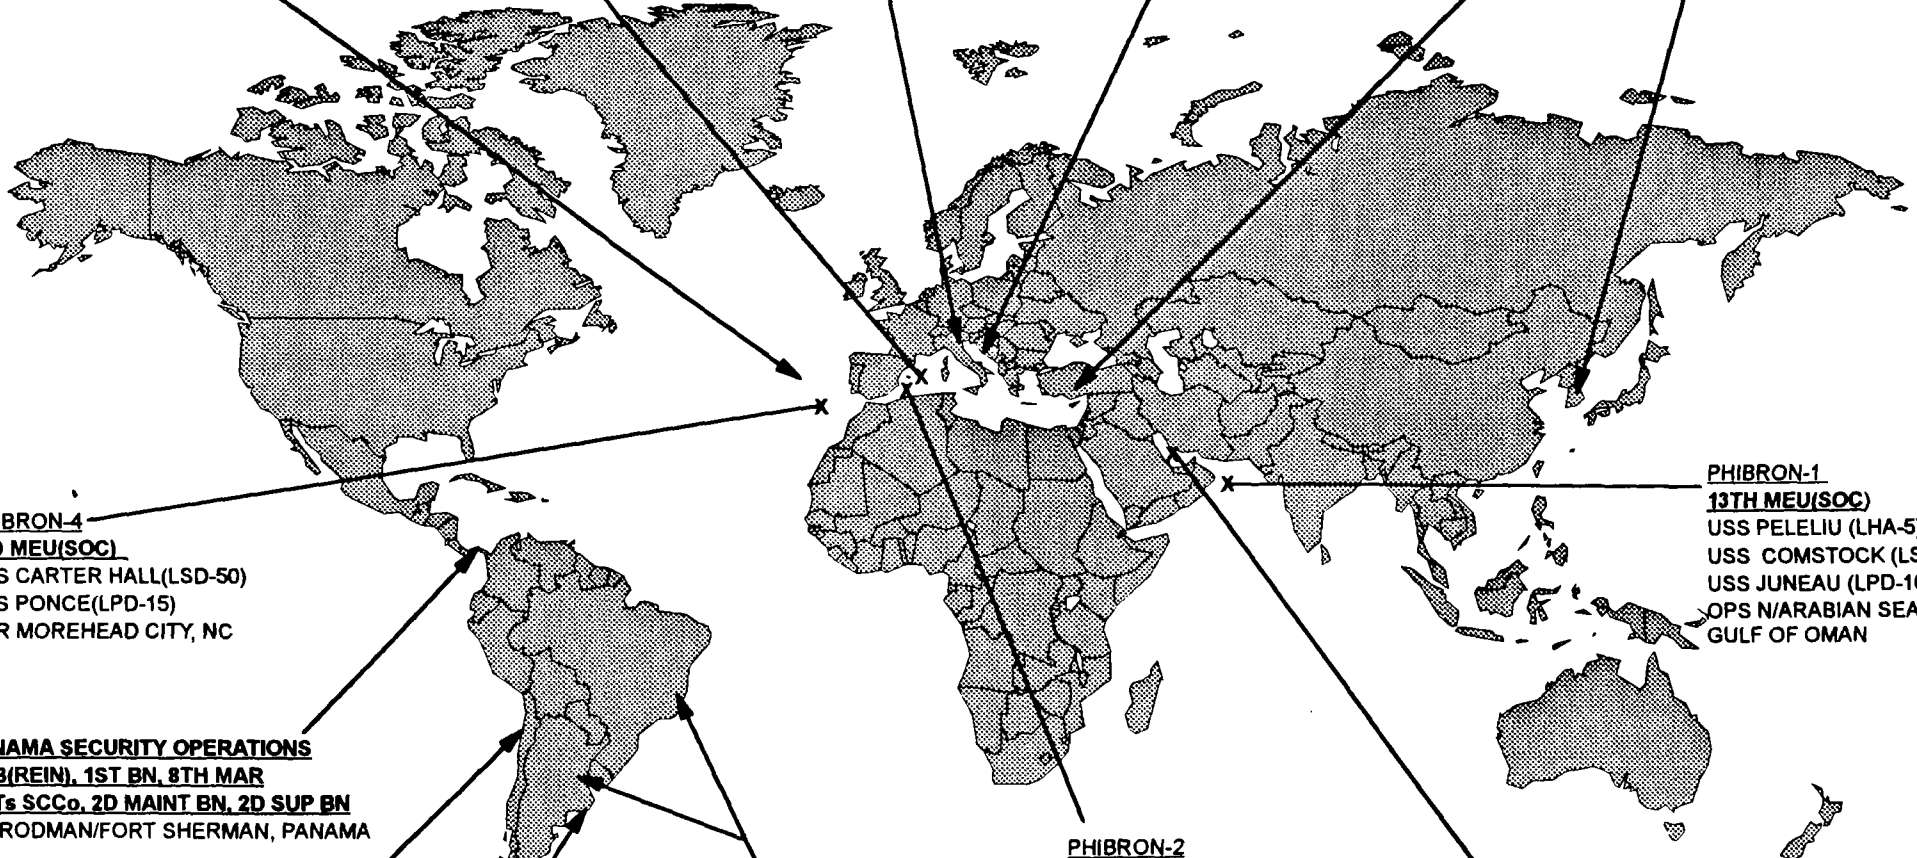 IBRON-4
MEU(SOC)
S CARTER HALL(LSD-50)
S PONCE(LPD-15)
R MOREHEAD CITY, NC
NAMA SECURITY OPERATIONS
B(REIN), 1ST BN, 8TH MAR
Ts SCCo, 2D MAINT BN, 2D SUP BN
RODMAN/FORT SHERMAN, PANAMA
X
X
X
X
PHIBRON-1
13TH MEU(SOC)
USS PELELIU (LHA-5)
USS COMSTOCK (LS
USS JUNEAU (LPD-10
OPS N/ARABIAN SEA
GULF OF OMAN
PHIBRON-2